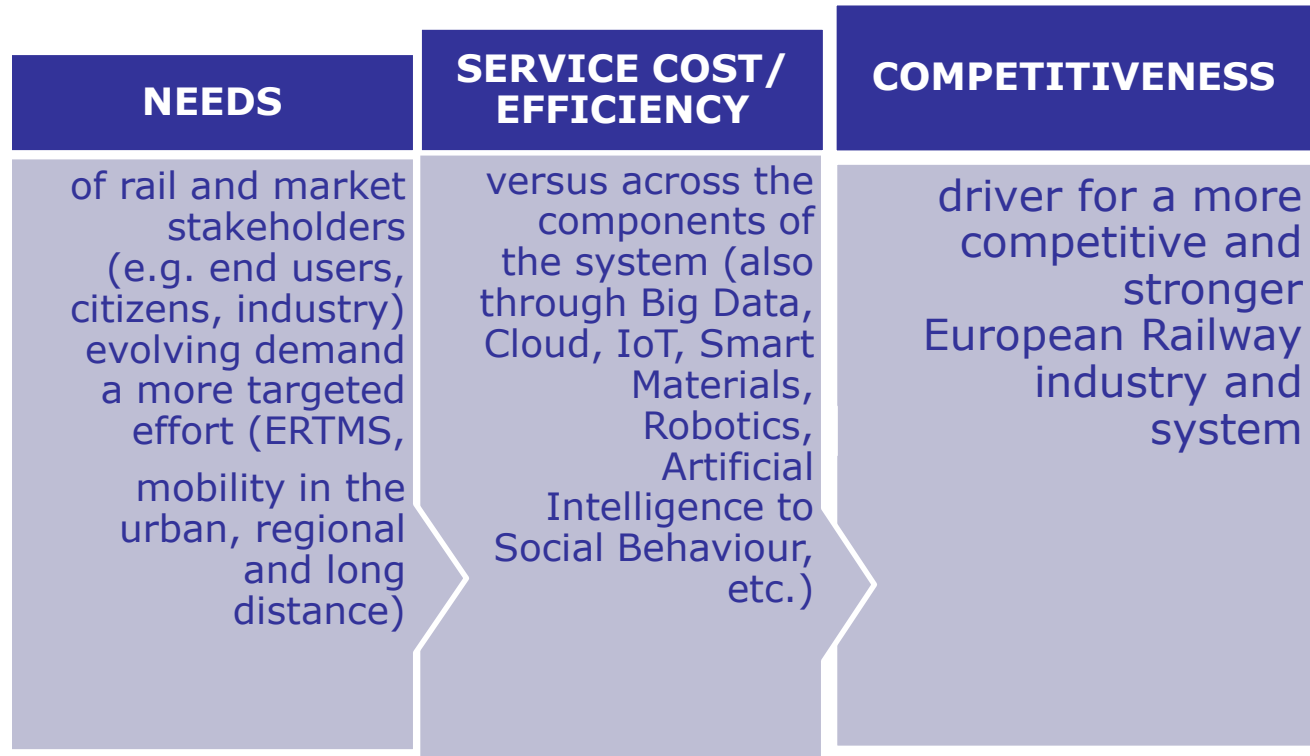 NEEDS
of rail and market
stakeholders
(e.g. end users,
citizens, industry)
evolving demand
a more targeted
effort (ERTMS,
mobility in the
urban, regional
and long
distance)
SERVICE COST/
EFFICIENCY
versus across the
components of
the system (also
through Big Data,
Cloud, IoT, Smart
Materials,
Robotics,
Artificial
Intelligence to
Social Behaviour,
etc.)
COMPETITIVENESS
driver for a more
competitive and
stronger
European Railway
industry and
system